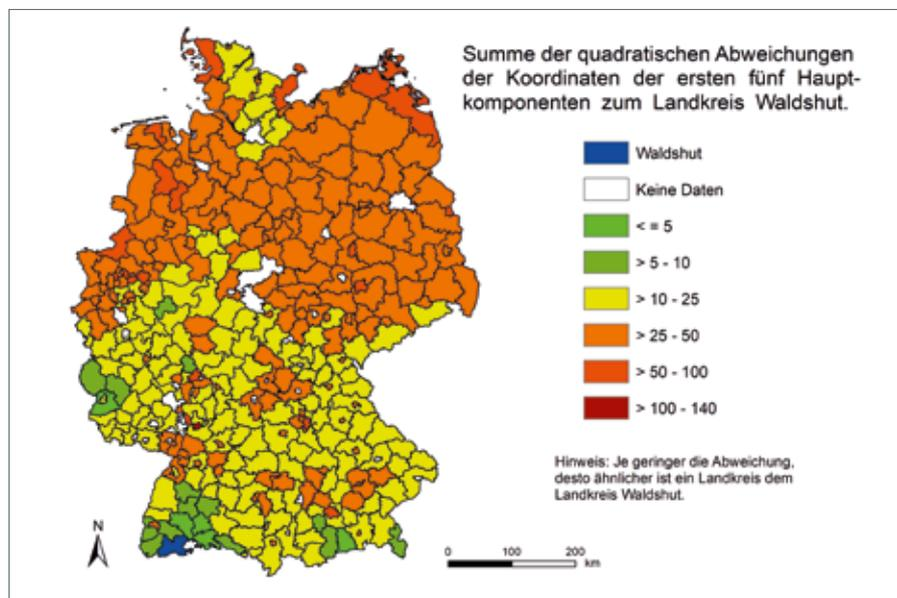 Summe der quadratischen Abweichungen
der Koordinaten der ersten fünf Haupt-
komponenten zum Landkreis Waldshut.
Waldshut
Keine Daten
< = 5
> 5 - 10
> 10 - 25
> 25 - 50
> 50 - 100
> 100 - 140
Hinweis: Je geringer die Abweichung,
desto ähnlicher ist ein Landkreis dem
Landkreis Waldshut.
N
0 100 200
km